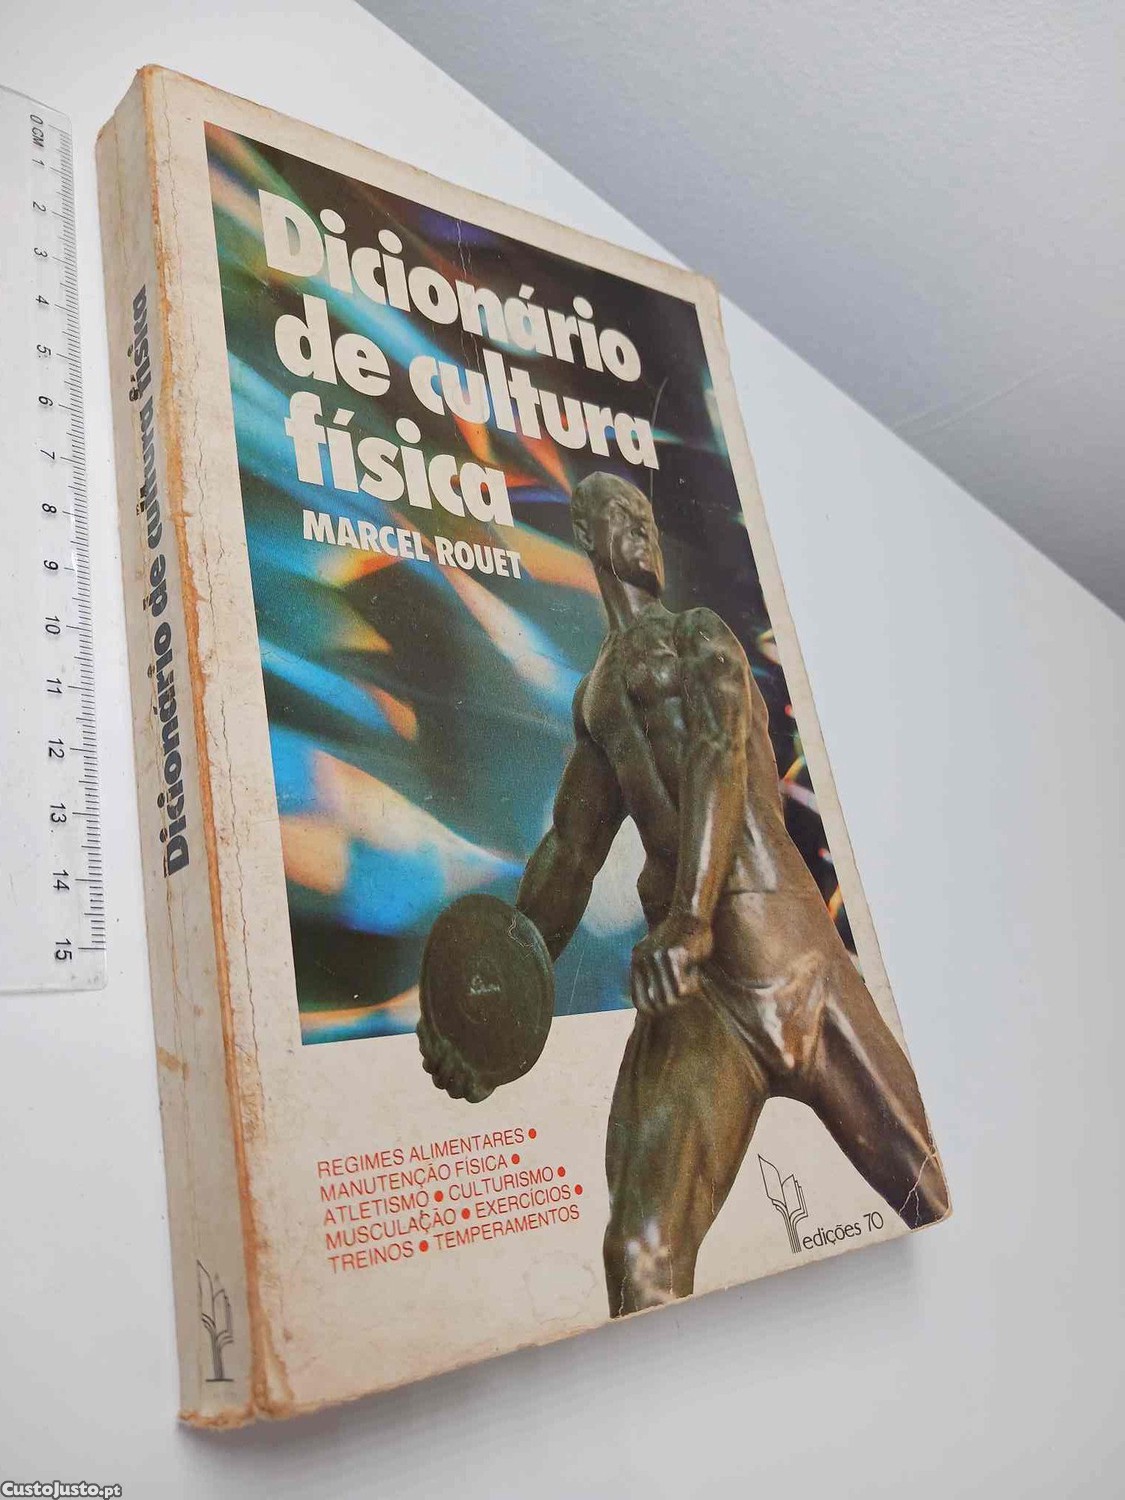 Dicionário
de cultura
física
MARCEL ROUET
REGIMES ALIMENTARES •
MANUTENÇÃO FÍSICA •
ATLETISMO • CULTURISMO •
MUSCULAÇÃO • EXERCÍCIOS •
TREINOS • TEMPERAMENTOS
edições 70
Dicionário de cultura física
0 CM 1 2 3 4 5 6 7 8 9 10 11 12 13 14 15
CustoJusto.pt